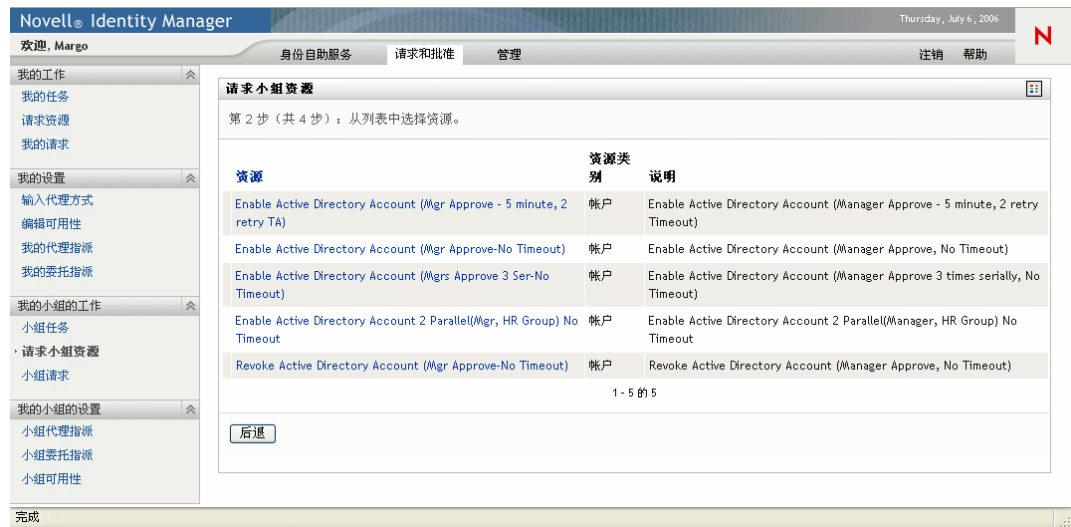 Novell® Identity Manager
Thursday, July 6, 2006
N
欢迎, Margo
身份自助服务 请求和批准 管理 注销 帮助
我的工作
我的任务
请求资源
我的请求
我的设置
输入代理方式
编辑可用性
我的代理指派
我的委托指派
我的小组的工作
小组任务
请求小组资源
小组请求
我的小组的设置
小组代理指派
小组委托指派
小组可用性
请求小组资源
第 2 步（共 4 步）：从列表中选择资源。
资源 资源类别 说明
Enable Active Directory Account (Mgr Approve - 5 minute, 2
retry TA)
帐户
Enable Active Directory Account (Manager Approve - 5 minute, 2 retry
Timeout)
Enable Active Directory Account (Mgr Approve-No Timeout) 帐户 Enable Active Directory Account (Manager Approve, No Timeout)
Enable Active Directory Account (Mgrs Approve 3 Ser-No
Timeout)
帐户
Enable Active Directory Account (Manager Approve 3 times serially, No
Timeout)
Enable Active Directory Account 2 Parallel(Mgr, HR Group) No
Timeout
帐户
Enable Active Directory Account 2 Parallel(Manager, HR Group) No
Timeout
Revoke Active Directory Account (Mgr Approve-No Timeout) 帐户 Revoke Active Directory Account (Manager Approve, No Timeout)
1 - 5 的 5
后退
完成